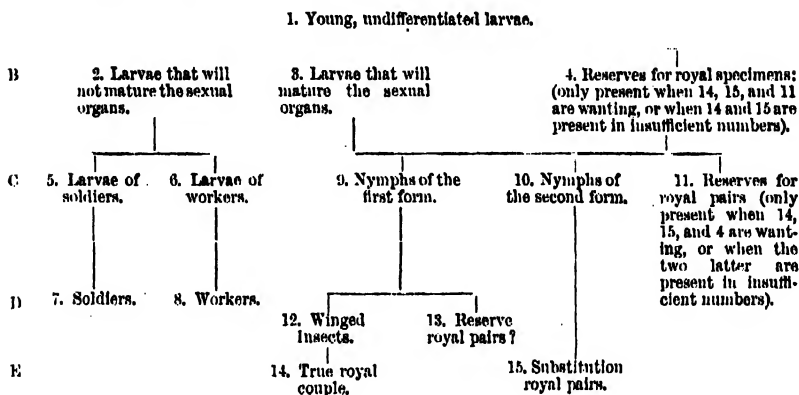 1. Young, undifferentiated larvae.
B
2. Larvae that will
not mature the sexual
organs.
3. Larvae that will
mature the sexual
organs.
4. Reserves for royal specimens:
(only present when 14, 15, and 11
are wanting, or when 14 and 15 are
present in insufficient numbers).
C
5. Larvae of
soldiers.
6. Larvae of
workers.
9. Nymphs of the
first form.
10. Nymphs of
the second form.
11. Reserves for
royal pairs (only
present when 14,
15, and 4 are want-
ing, or when the
two latter are
present in insuffi-
cient numbers).
D
7. Soldiers.
8. Workers.
12. Winged
insects.
13. Reserve
royal pairs?
E
14. True royal
couple.
15. Substitution
royal pairs.